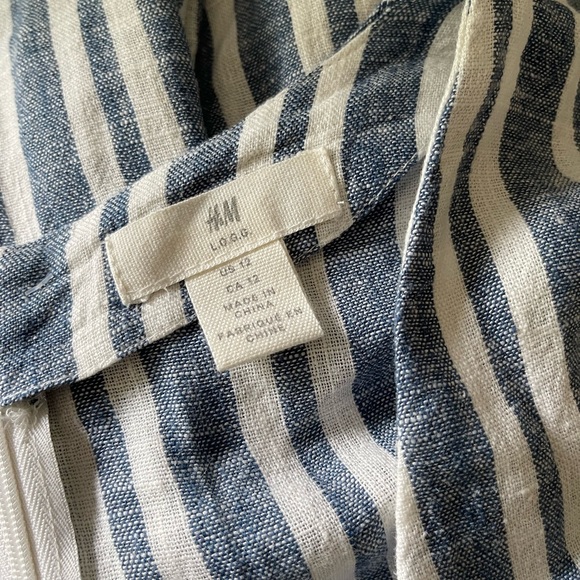 H&M
L.O.G.G.
US 12
CA 12
MADE IN
CHINA
FABRIQUÉ EN
CHINE